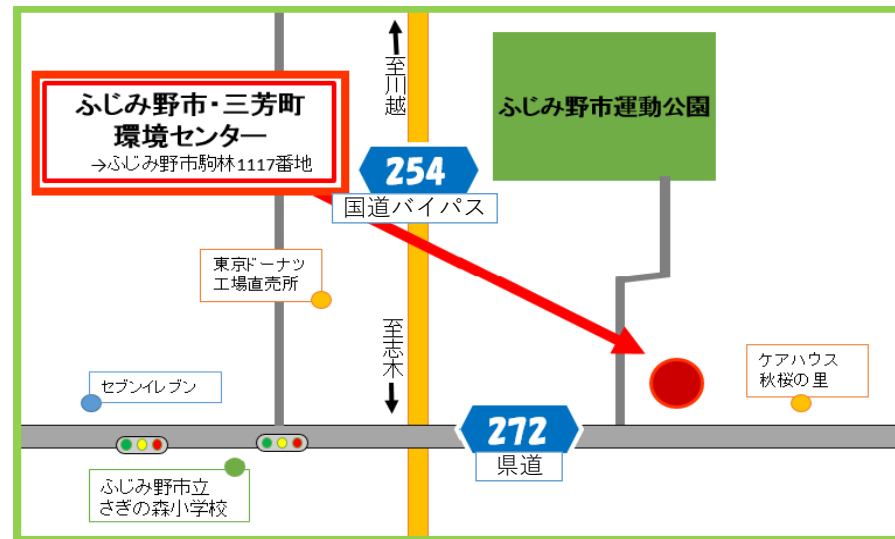 ふじみ野市・三芳町
環境センター
→ふじみ野市駒林1117番地
至川越
ふじみ野市運動公園
254
国道バイパス
東京ドーナツ
工場直売所
至志木
セブンイレブン
ケアハウス
秋桜の里
272
県道
ふじみ野市立
さぎの森小学校